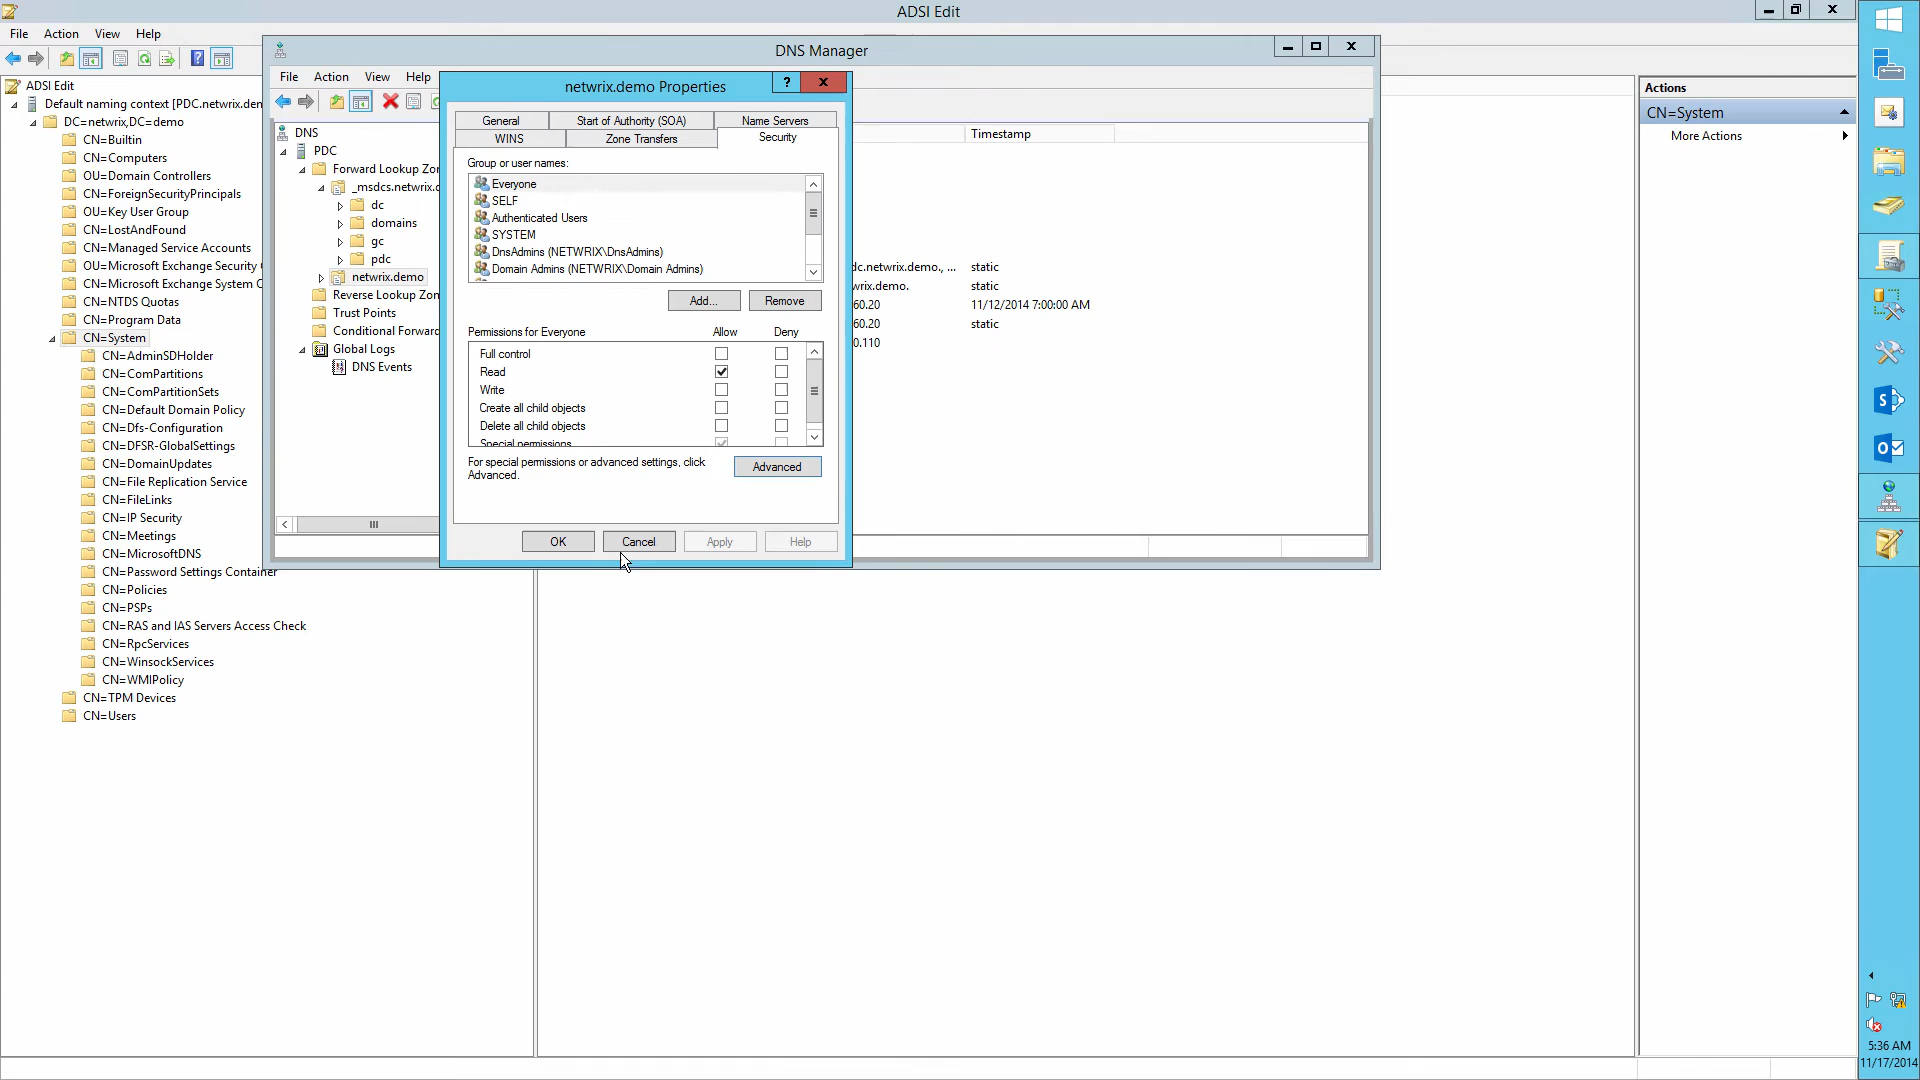 ADSI Edit
File Action View Help
ADSI Edit
Default naming context [PDC.netwrix.den
DC=netwrix,DC=demo
CN=Builtin
CN=Computers
OU=Domain Controllers
CN=ForeignSecurityPrincipals
OU=Key User Group
CN=LostAndFound
CN=Managed Service Accounts
OU=Microsoft Exchange Security
CN=Microsoft Exchange System C
CN=NTDS Quotas
CN=Program Data
CN=System
CN=AdminSDHolder
CN=ComPartitions
CN=ComPartitionSets
CN=Default Domain Policy
CN=Dfs-Configuration
CN=DFSR-GlobalSettings
CN=DomainUpdates
CN=File Replication Service
CN=FileLinks
CN=IP Security
CN=Meetings
CN=MicrosoftDNS
CN=Password Settings Container
CN=Policies
CN=PSPs
CN=RAS and IAS Servers Access Check
CN=RpcServices
CN=WinsockServices
CN=WMIPolicy
CN=TPM Devices
CN=Users
DNS Manager
File Action View Help
DNS
PDC
Forward Lookup Zon
_msdcs.netwrix.d
dc
domains
gc
pdc
netwrix.demo
Reverse Lookup Zon
Trust Points
Conditional Forward
Global Logs
DNS Events
Timestamp
dc.netwrix.demo., ... static
wrix.demo. static
60.20 11/12/2014 7:00:00 AM
60.20 static
0.110
netwrix.demo Properties
?
General Start of Authority (SOA) Name Servers
WINS Zone Transfers Security
Group or user names:
Everyone
SELF
Authenticated Users
SYSTEM
DnsAdmins (NETWRIX\DnsAdmins)
Domain Admins (NETWRIX\Domain Admins)
Add... Remove
Permissions for Everyone Allow Deny
Full control
Read
Write
Create all child objects
Delete all child objects
Special permissions
For special permissions or advanced settings, click
Advanced.
Advanced
OK Cancel Apply Help
Actions
CN=System
More Actions
5:36 AM
11/17/2014